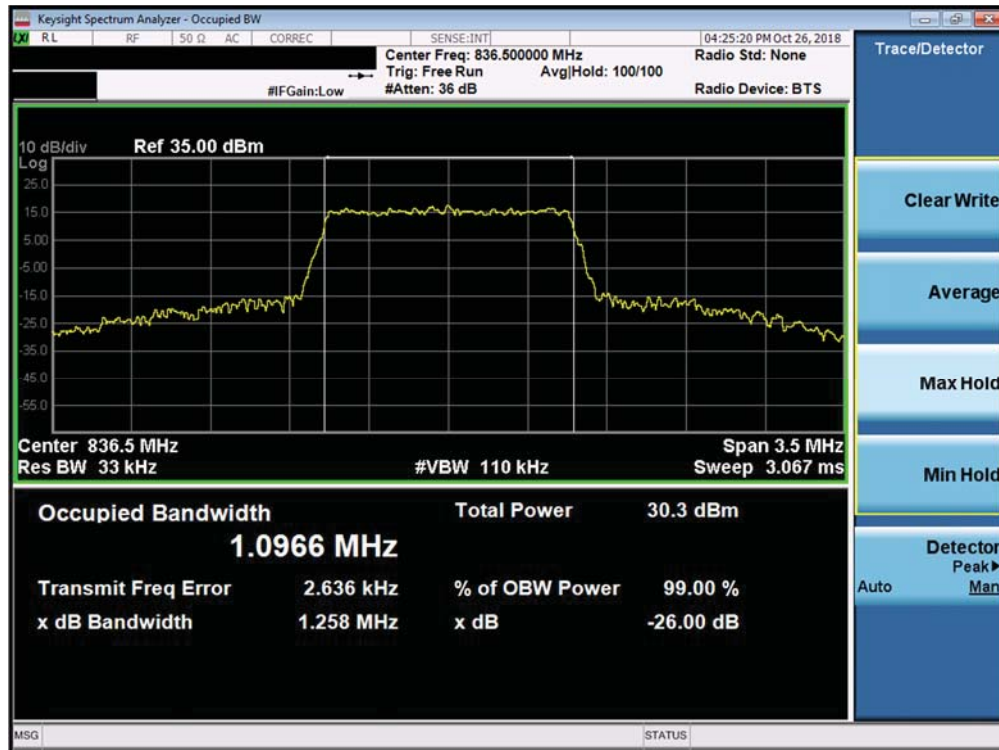 Keysight Spectrum Analyzer - Occupied BW
LXI RL RF 50 Ω AC CORREC SENSE:INT 04:25:20 PM Oct 26, 2018
Center Freq: 836.500000 MHz Radio Std: None
Trig: Free Run Avg|Hold: 100/100
#IFGain:Low #Atten: 36 dB Radio Device: BTS
Trace/Detector
10 dB/div Ref 35.00 dBm
Log
25.0
15.0
5.00
-5.00
-15.0
-25.0
-35.0
-45.0
-55.0
Center 836.5 MHz Span 3.5 MHz
Res BW 33 kHz #VBW 110 kHz Sweep 3.067 ms
Occupied Bandwidth Total Power 30.3 dBm
1.0966 MHz
Transmit Freq Error 2.636 kHz % of OBW Power 99.00 %
x dB Bandwidth 1.258 MHz x dB -26.00 dB
Clear Write
Average
Max Hold
Min Hold
Detector
Peak▶
Auto Man
MSG STATUS